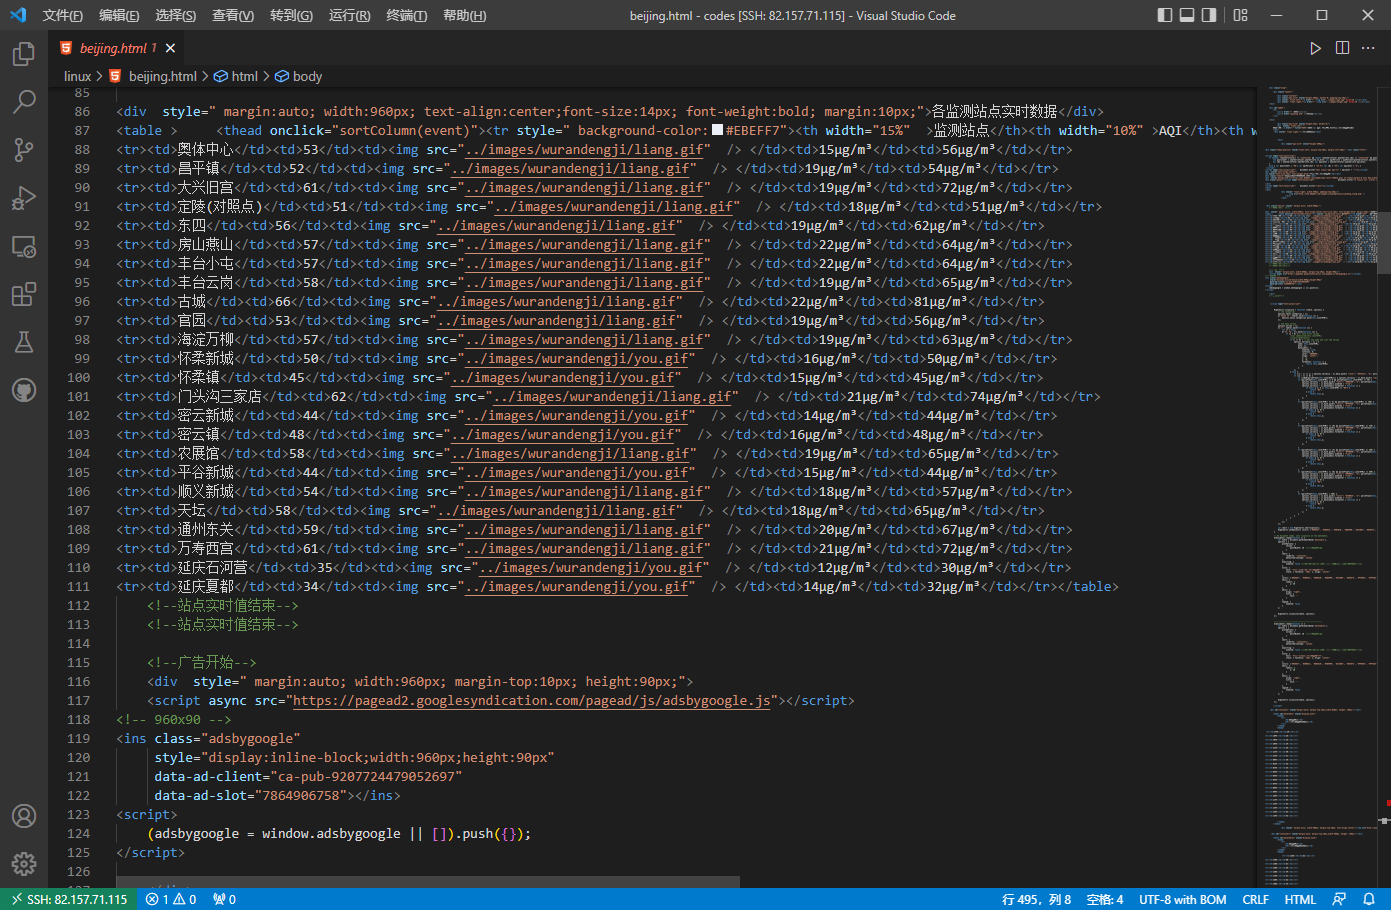 文件(F) 编辑(E) 选择(S) 查看(V) 转到(G) 运行(R) 终端(T) 帮助(H) beijing.html - codes [SSH: 82.157.71.115] - Visual Studio Code
beijing.html 1
linux > beijing.html > html > body
85
86 <div  style=" margin:auto; width:960px; text-align:center;font-size:14px; font-weight:bold; margin:10px;">各监测站点实时数据</div>
87 <table >     <thead onclick="sortColumn(event)"><tr style=" background-color:#EBEFF7"><th width="15%"  >监测站点</th><th width="10%" >AQI</th><th w
88 <tr><td>奥体中心</td><td>53</td><td><img src="../images/wurandengji/liang.gif"  /> </td><td>15μg/m³</td><td>56μg/m³</td></tr>
89 <tr><td>昌平镇</td><td>52</td><td><img src="../images/wurandengji/liang.gif"  /> </td><td>19μg/m³</td><td>54μg/m³</td></tr>
90 <tr><td>大兴旧宫</td><td>61</td><td><img src="../images/wurandengji/liang.gif"  /> </td><td>19μg/m³</td><td>72μg/m³</td></tr>
91 <tr><td>定陵(对照点)</td><td>51</td><td><img src="../images/wurandengji/liang.gif"  /> </td><td>18μg/m³</td><td>51μg/m³</td></tr>
92 <tr><td>东四</td><td>56</td><td><img src="../images/wurandengji/liang.gif"  /> </td><td>19μg/m³</td><td>62μg/m³</td></tr>
93 <tr><td>房山燕山</td><td>57</td><td><img src="../images/wurandengji/liang.gif"  /> </td><td>22μg/m³</td><td>64μg/m³</td></tr>
94 <tr><td>丰台小屯</td><td>57</td><td><img src="../images/wurandengji/liang.gif"  /> </td><td>22μg/m³</td><td>64μg/m³</td></tr>
95 <tr><td>丰台云岗</td><td>58</td><td><img src="../images/wurandengji/liang.gif"  /> </td><td>19μg/m³</td><td>65μg/m³</td></tr>
96 <tr><td>古城</td><td>66</td><td><img src="../images/wurandengji/liang.gif"  /> </td><td>22μg/m³</td><td>81μg/m³</td></tr>
97 <tr><td>官园</td><td>53</td><td><img src="../images/wurandengji/liang.gif"  /> </td><td>19μg/m³</td><td>56μg/m³</td></tr>
98 <tr><td>海淀万柳</td><td>57</td><td><img src="../images/wurandengji/liang.gif"  /> </td><td>19μg/m³</td><td>63μg/m³</td></tr>
99 <tr><td>怀柔新城</td><td>50</td><td><img src="../images/wurandengji/you.gif"  /> </td><td>16μg/m³</td><td>50μg/m³</td></tr>
100 <tr><td>怀柔镇</td><td>45</td><td><img src="../images/wurandengji/you.gif"  /> </td><td>15μg/m³</td><td>45μg/m³</td></tr>
101 <tr><td>门头沟三家店</td><td>62</td><td><img src="../images/wurandengji/liang.gif"  /> </td><td>21μg/m³</td><td>74μg/m³</td></tr>
102 <tr><td>密云新城</td><td>44</td><td><img src="../images/wurandengji/you.gif"  /> </td><td>14μg/m³</td><td>44μg/m³</td></tr>
103 <tr><td>密云镇</td><td>48</td><td><img src="../images/wurandengji/you.gif"  /> </td><td>16μg/m³</td><td>48μg/m³</td></tr>
104 <tr><td>农展馆</td><td>58</td><td><img src="../images/wurandengji/liang.gif"  /> </td><td>19μg/m³</td><td>65μg/m³</td></tr>
105 <tr><td>平谷新城</td><td>44</td><td><img src="../images/wurandengji/you.gif"  /> </td><td>15μg/m³</td><td>44μg/m³</td></tr>
106 <tr><td>顺义新城</td><td>54</td><td><img src="../images/wurandengji/liang.gif"  /> </td><td>18μg/m³</td><td>57μg/m³</td></tr>
107 <tr><td>天坛</td><td>58</td><td><img src="../images/wurandengji/liang.gif"  /> </td><td>18μg/m³</td><td>65μg/m³</td></tr>
108 <tr><td>通州东关</td><td>59</td><td><img src="../images/wurandengji/liang.gif"  /> </td><td>20μg/m³</td><td>67μg/m³</td></tr>
109 <tr><td>万寿西宫</td><td>61</td><td><img src="../images/wurandengji/liang.gif"  /> </td><td>21μg/m³</td><td>72μg/m³</td></tr>
110 <tr><td>延庆石河营</td><td>35</td><td><img src="../images/wurandengji/you.gif"  /> </td><td>12μg/m³</td><td>30μg/m³</td></tr>
111 <tr><td>延庆夏都</td><td>34</td><td><img src="../images/wurandengji/you.gif"  /> </td><td>14μg/m³</td><td>32μg/m³</td></tr></table>
112     <!--站点实时值结束-->
113     <!--站点实时值结束-->
114
115     <!--广告开始-->
116     <div  style=" margin:auto; width:960px; margin-top:10px; height:90px;">
117     <script async src="https://pagead2.googlesyndication.com/pagead/js/adsbygoogle.js"></script>
118 <!-- 960x90 -->
119 <ins class="adsbygoogle"
120      style="display:inline-block;width:960px;height:90px"
121      data-ad-client="ca-pub-9207724479052697"
122      data-ad-slot="7864906758"></ins>
123 <script>
124     (adsbygoogle = window.adsbygoogle || []).push({});
125 </script>
126
SSH: 82.157.71.115 1 0 0 行 495, 列 8 空格: 4 UTF-8 with BOM CRLF HTML